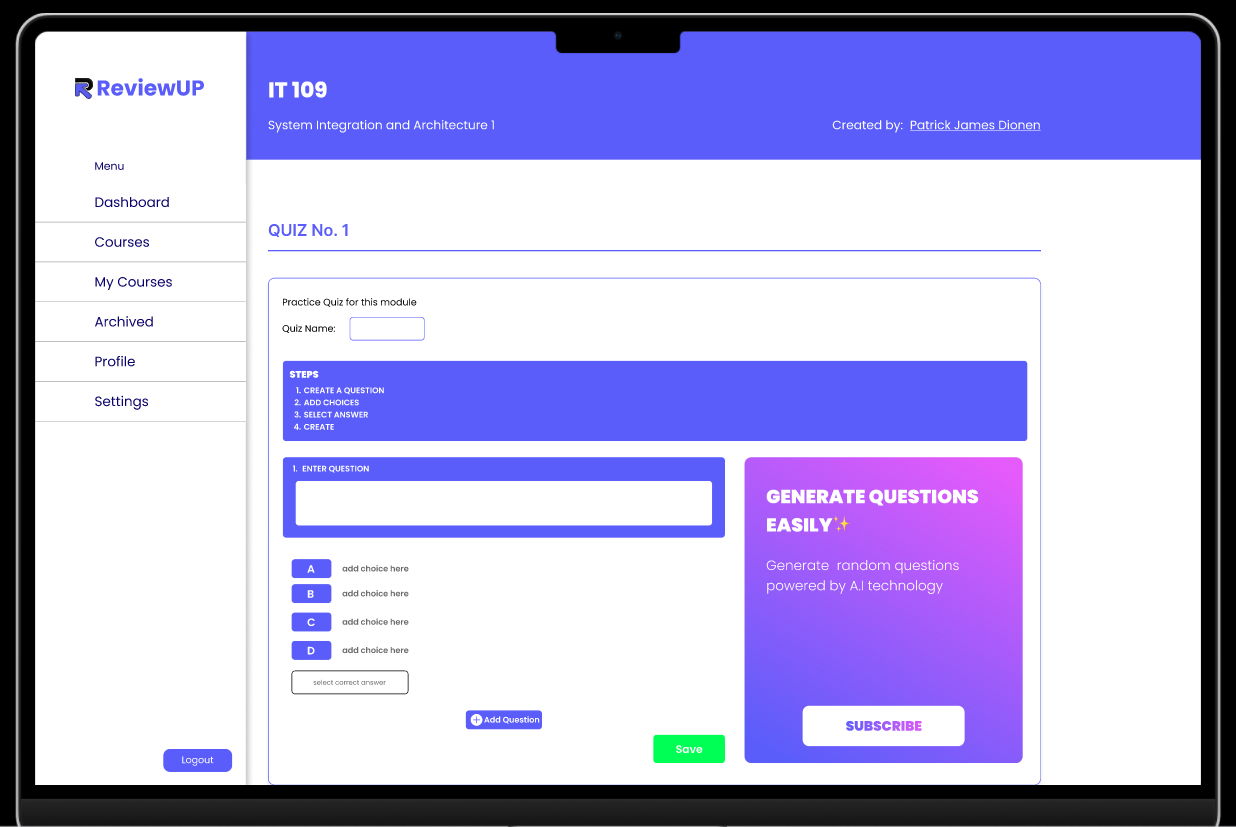 ReviewUP
Menu
Dashboard
Courses
My Courses
Archived
Profile
Settings
Logout
IT 109
System Integration and Architecture 1
Created by: Patrick James Dionen
QUIZ No. 1
Practice Quiz for this module
Quiz Name:
STEPS
1. CREATE A QUESTION
2. ADD CHOICES
3. SELECT ANSWER
4. CREATE
1. ENTER QUESTION
A add choice here
B add choice here
C add choice here
D add choice here
select correct answer
Add Question
Save
GENERATE QUESTIONS
EASILY✨
Generate random questions
powered by A.I technology
SUBSCRIBE